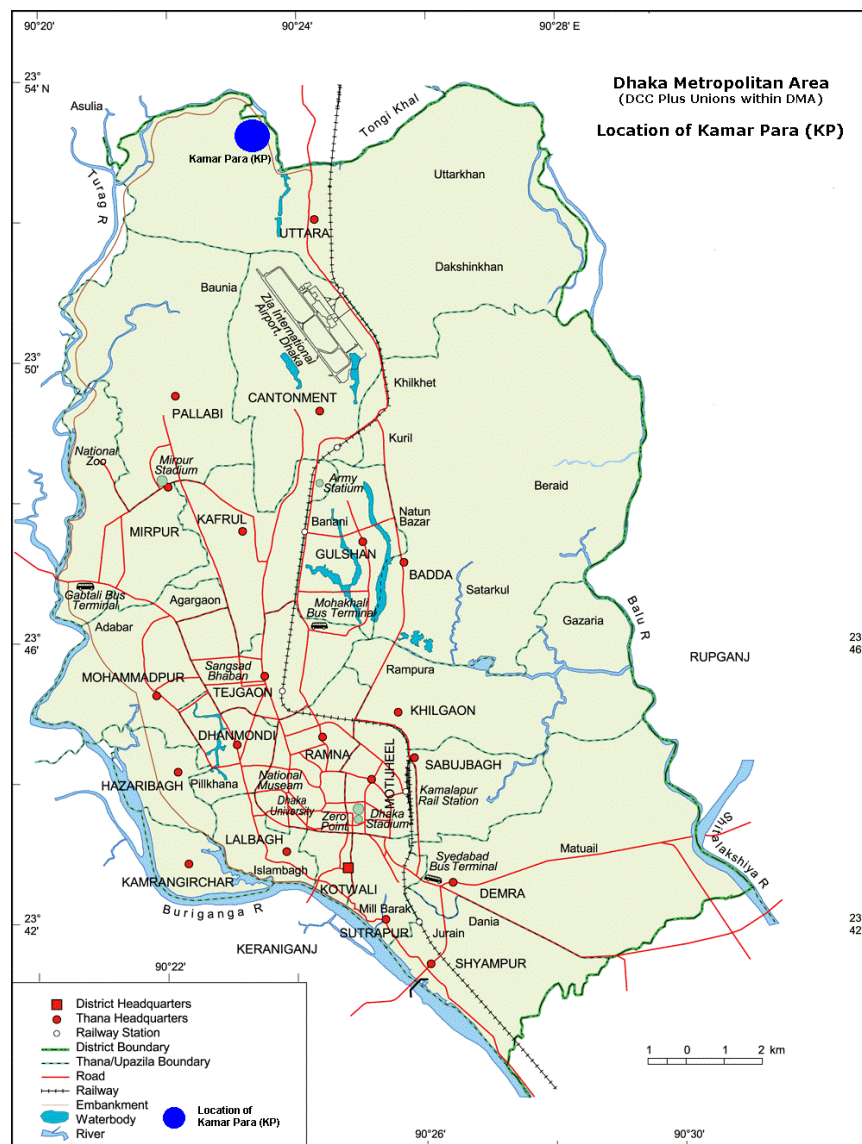 90°20'
90°24'
90°28' E
23°
54' N
Dhaka Metropolitan Area
(DCC Plus Unions within DMA)
Location of Kamar Para (KP)
Asulia
Tongi Khal
Kamar Para (KP)
Uttarkhan
Turag R
UTTARA
Dakshinkhan
Baunia
Zia International
Airport, Dhaka
23°
50'
Khilkhet
PALLABI
CANTONMENT
Kuril
National
Zoo
Mirpur
Stadium
Army
Statium
Beraid
KAFRUL
Banani
Natun
Bazar
MIRPUR
GULSHAN
BADDA
Satarkul
Gabtali Bus
Terminal
Agargaon
Mohakhali
Bus Terminal
Gazaria
Balu R
Adabar
23°
46'
23°
46'
RUPGANJ
Sangsad
Bhaban
Rampura
MOHAMMADPUR
TEJGAON
KHILGAON
DHANMONDI
RAMNA
MOTIJHEEL
SABUJBAGH
HAZARIBAGH
Pillkhana
National
Museam
Kamalapur
Rail Station
Dhaka
University
Zero
Point
Dhaka
Stadium
Shitalakshiya R
LALBAGH
Matuail
Syedabad
Bus Terminal
KAMRANGIRCHAR
Islambagh
KOTWALI
DEMRA
Buriganga R
Mill Barak
Dania
23°
42'
23°
42'
SUTRAPUR
Jurain
KERANIGANJ
SHYAMPUR
90°22'
District Headquarters
Thana Headquarters
Railway Station
District Boundary
Thana/Upazila Boundary
Road
Railway
Embankment
Waterbody
River
Location of
Kamar Para (KP)
1 0 1 2 km
90°26'
90°30'